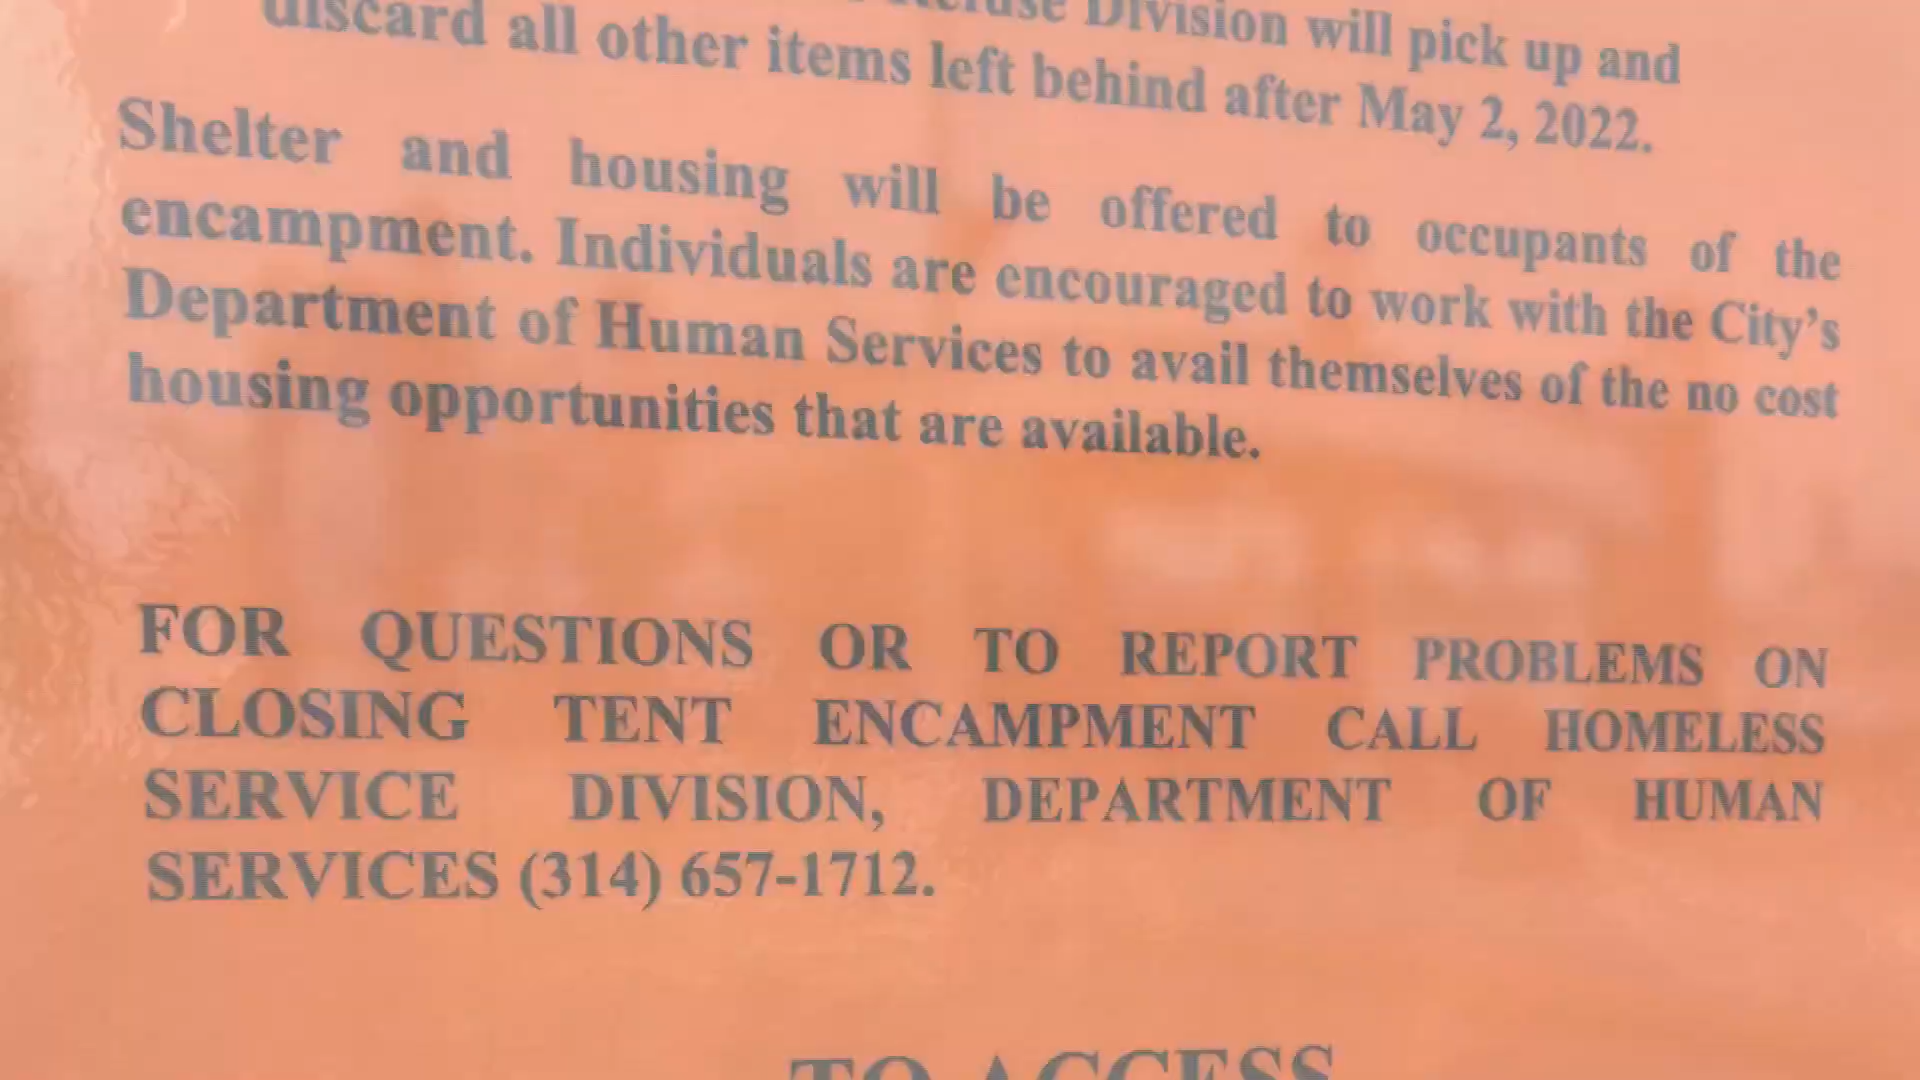 Refuse Division will pick up and
discard all other items left behind after May 2, 2022.
Shelter and housing will be offered to occupants of the
encampment. Individuals are encouraged to work with the City’s
Department of Human Services to avail themselves of the no cost
housing opportunities that are available.
FOR QUESTIONS OR TO REPORT PROBLEMS ON
CLOSING TENT ENCAMPMENT CALL HOMELESS
SERVICE DIVISION, DEPARTMENT OF HUMAN
SERVICES (314) 657-1712.
TO ACCESS